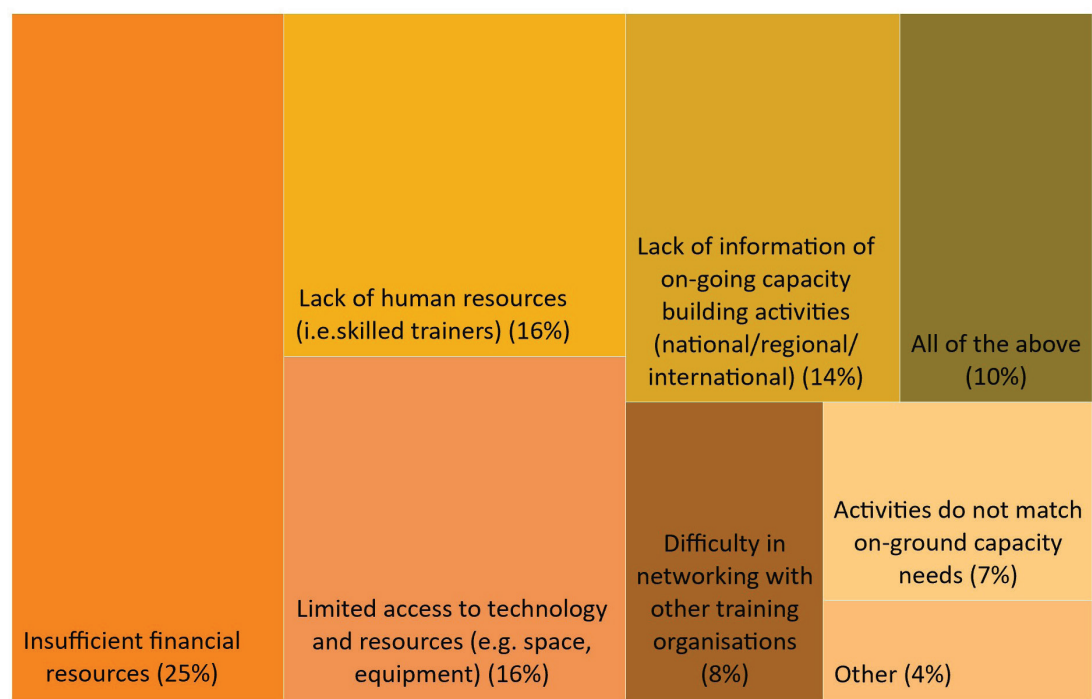 Insufficient financial
resources (25%)
Lack of human resources
(i.e.skilled trainers) (16%)
Limited access to technology
and resources (e.g. space,
equipment) (16%)
Lack of information of
on-going capacity
building activities
(national/regional/
international) (14%)
All of the above
(10%)
Difficulty in
networking with
other training
organisations
(8%)
Activities do not match
on-ground capacity
needs (7%)
Other (4%)